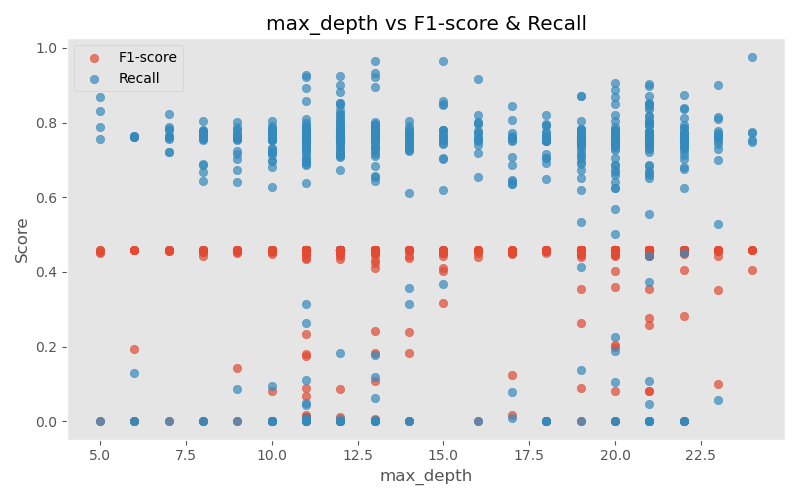 max_depth vs F1-score & Recall
F1-score
Recall
Score
1.0
0.8
0.6
0.4
0.2
0.0
5.0 7.5 10.0 12.5 15.0 17.5 20.0 22.5
max_depth